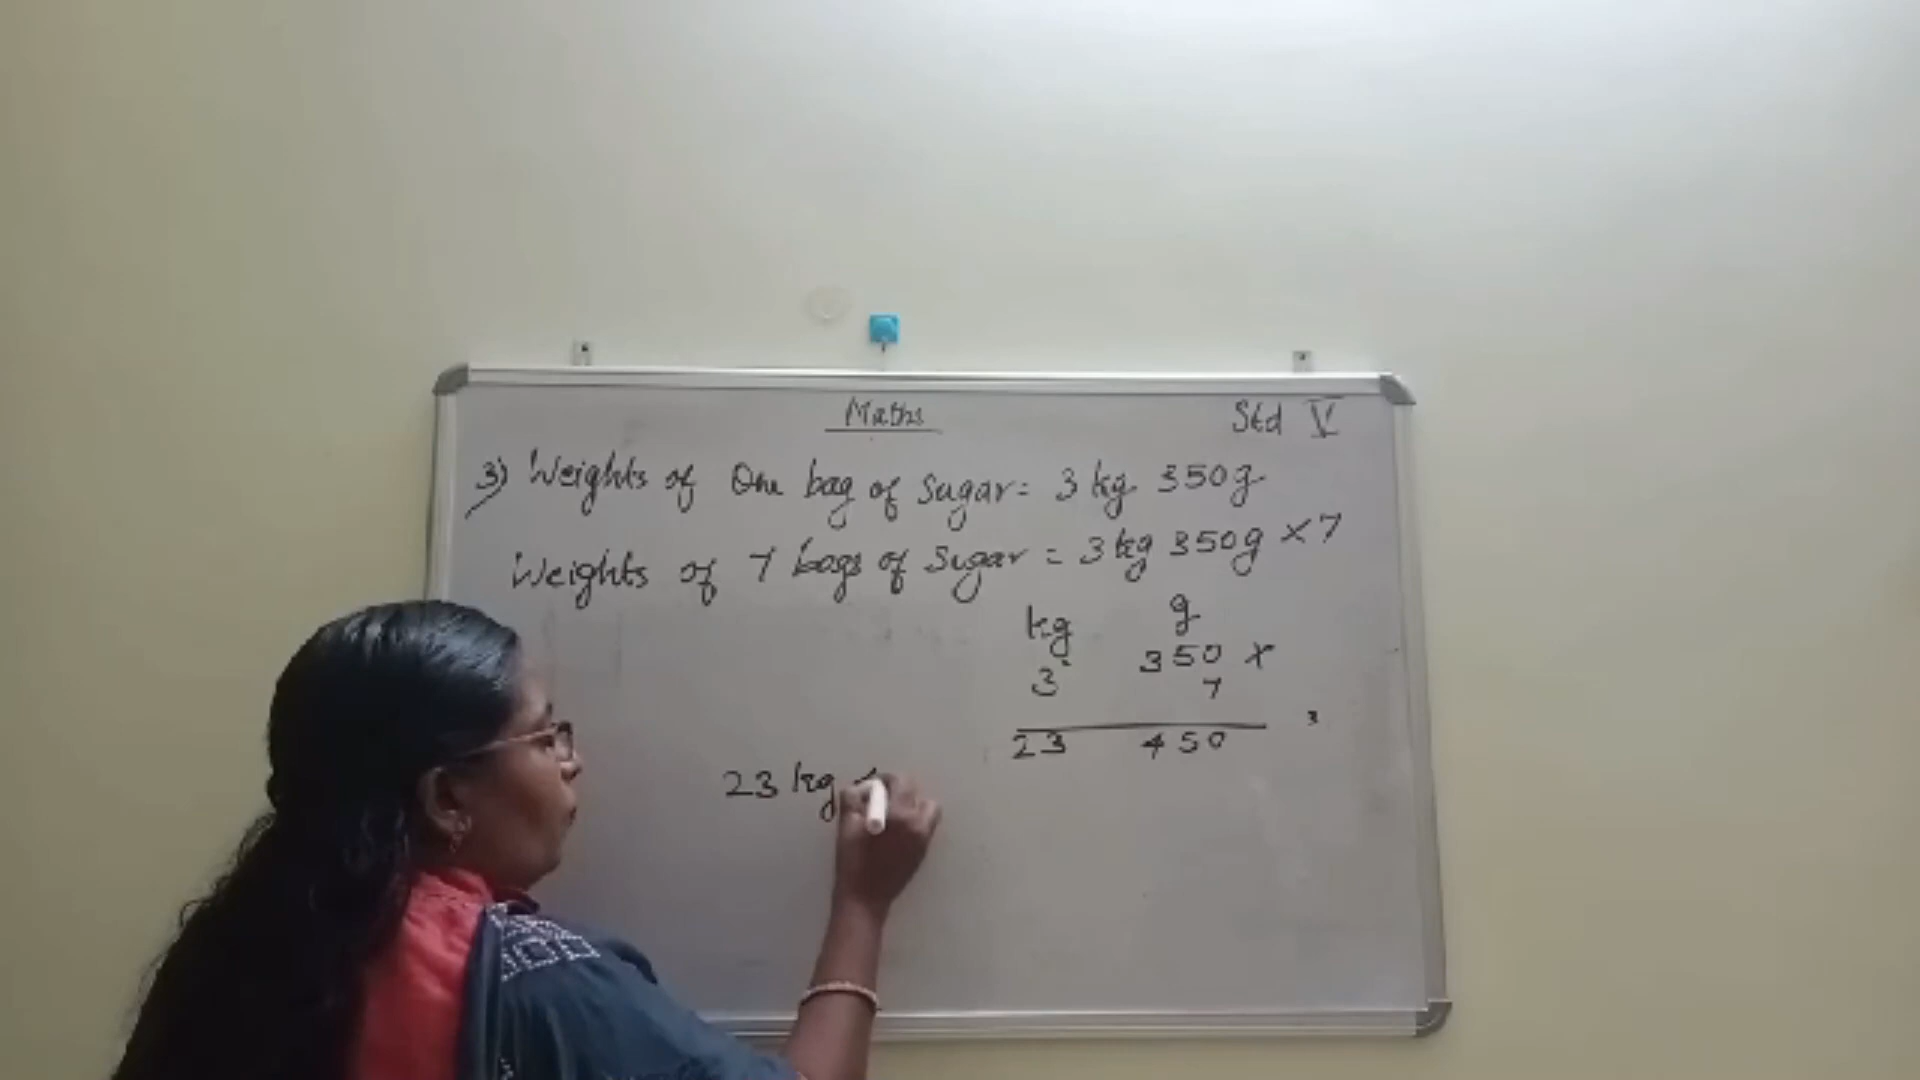 Maths Std V
3) Weights of One bag of Sugar = 3 kg 350g
Weights of 7 bags of Sugar = 3 kg 350g × 7
kg g
3 350 ×
7
3
23 450
23 kg